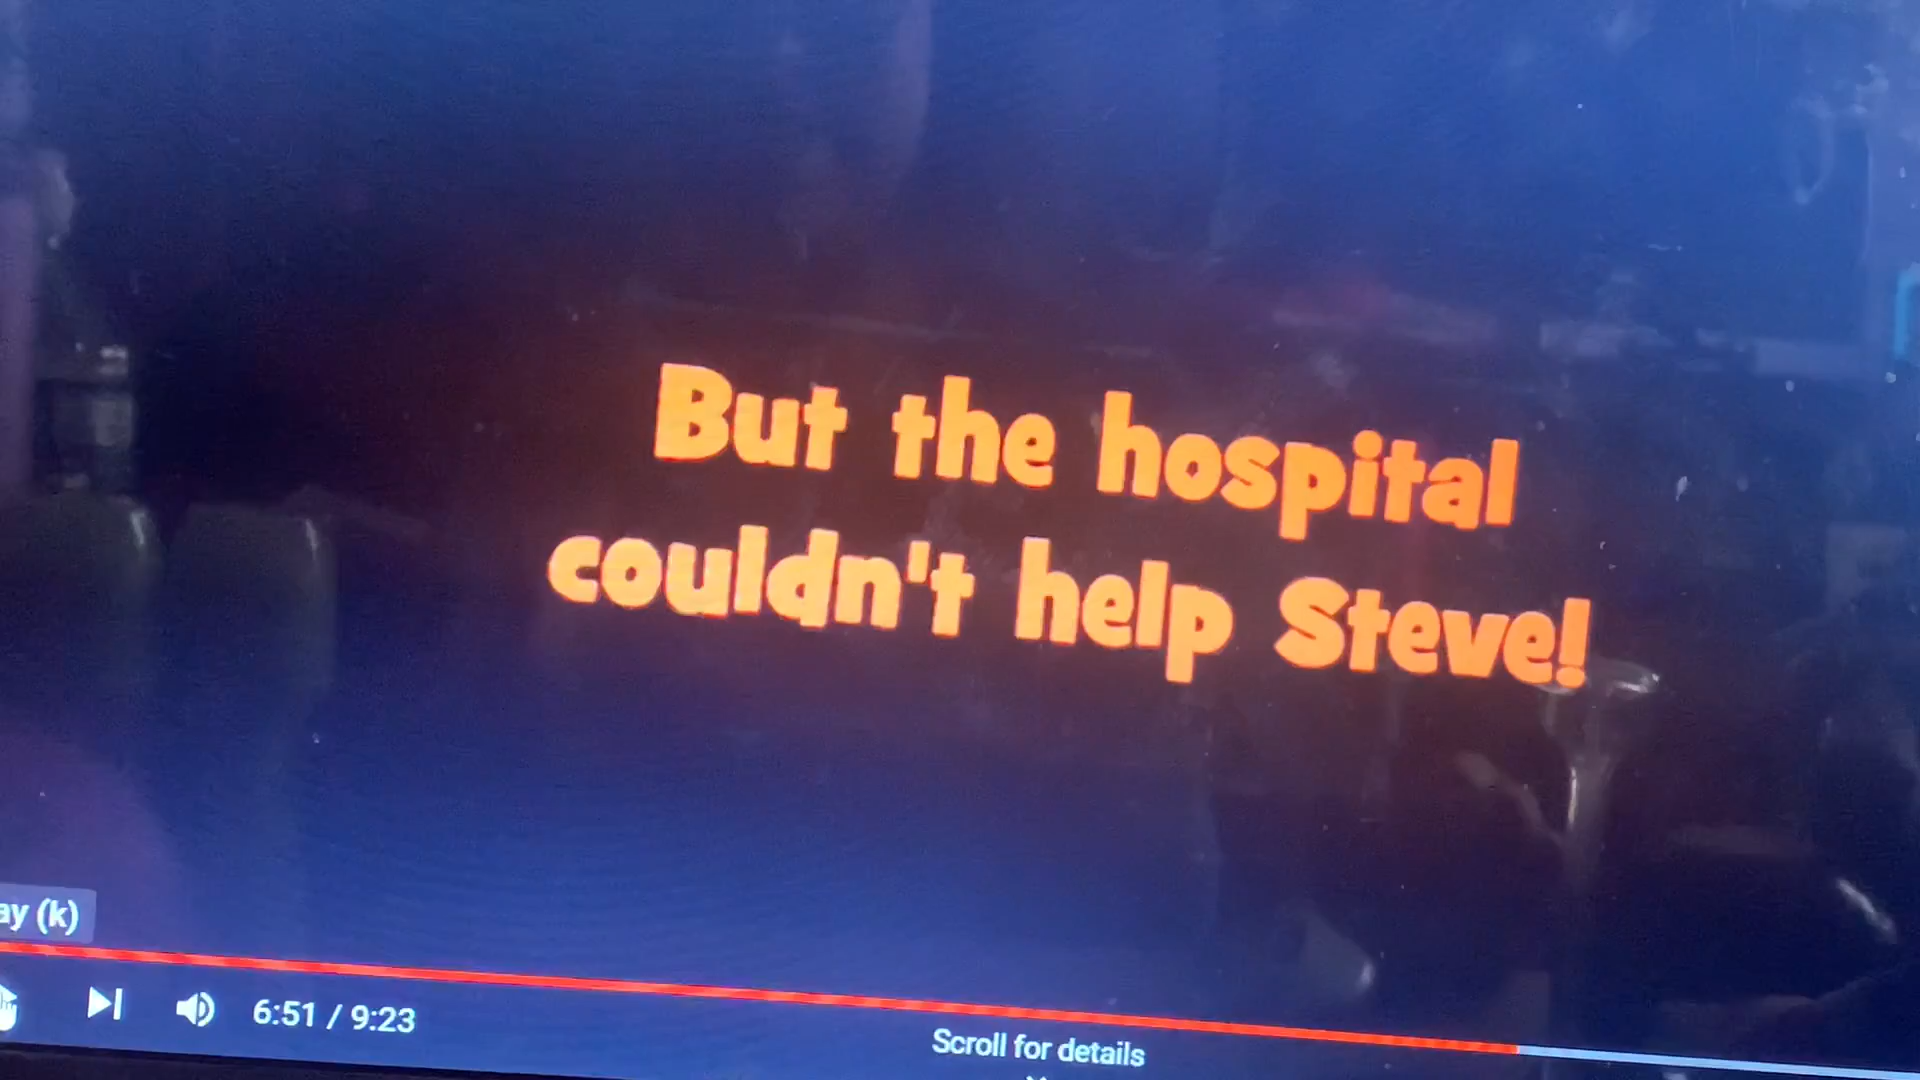 But the hospital
couldn't help Steve!
ay (k)
6:51 / 9:23
Scroll for details